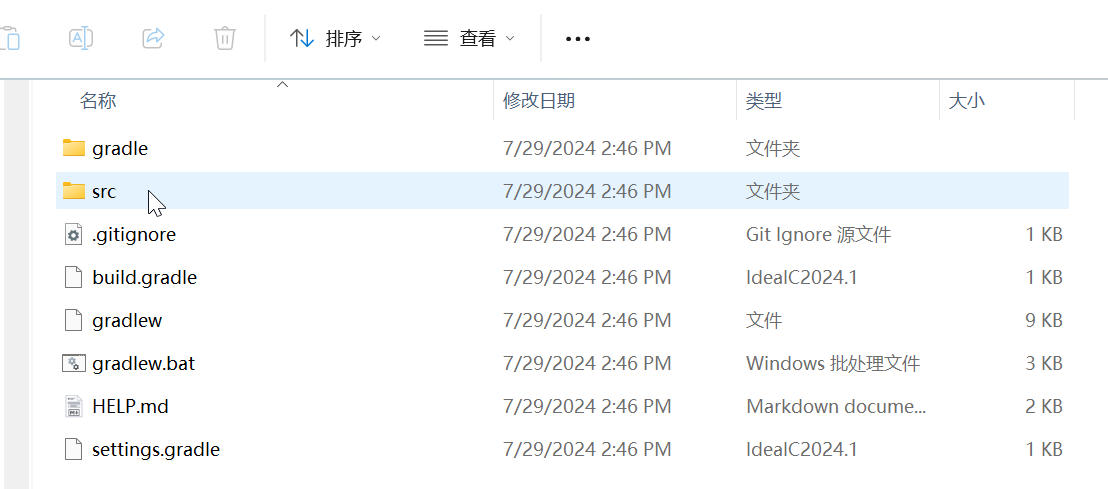 排序 查看
名称 修改日期 类型 大小
gradle 7/29/2024 2:46 PM 文件夹
src 7/29/2024 2:46 PM 文件夹
.gitignore 7/29/2024 2:46 PM Git Ignore 源文件 1 KB
build.gradle 7/29/2024 2:46 PM IdeaIC2024.1 1 KB
gradlew 7/29/2024 2:46 PM 文件 9 KB
gradlew.bat 7/29/2024 2:46 PM Windows 批处理文件 3 KB
HELP.md 7/29/2024 2:46 PM Markdown docume... 2 KB
settings.gradle 7/29/2024 2:46 PM IdeaIC2024.1 1 KB